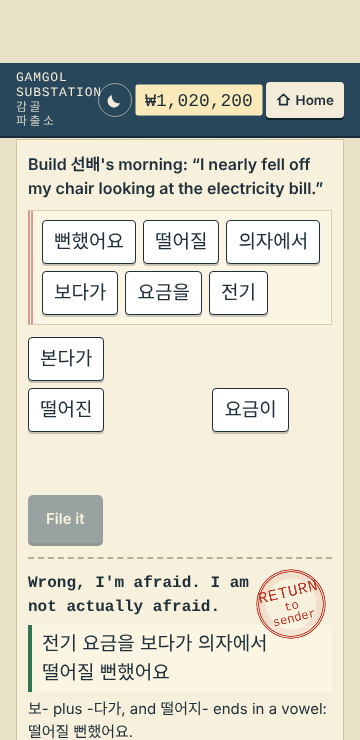 GAMGOL
SUBSTATION
감골
파출소
₩1,020,200
Home
Build 선배's morning: “I nearly fell off
my chair looking at the electricity bill.”
뻔했어요 떨어질 의자에서
보다가 요금을 전기
본다가
떨어진 요금이
File it
Wrong, I'm afraid. I am
not actually afraid.
RETURN
to
sender
전기 요금을 보다가 의자에서
떨어질 뻔했어요
보- plus -다가, and 떨어지- ends in a vowel:
떨어질 뻔했어요.